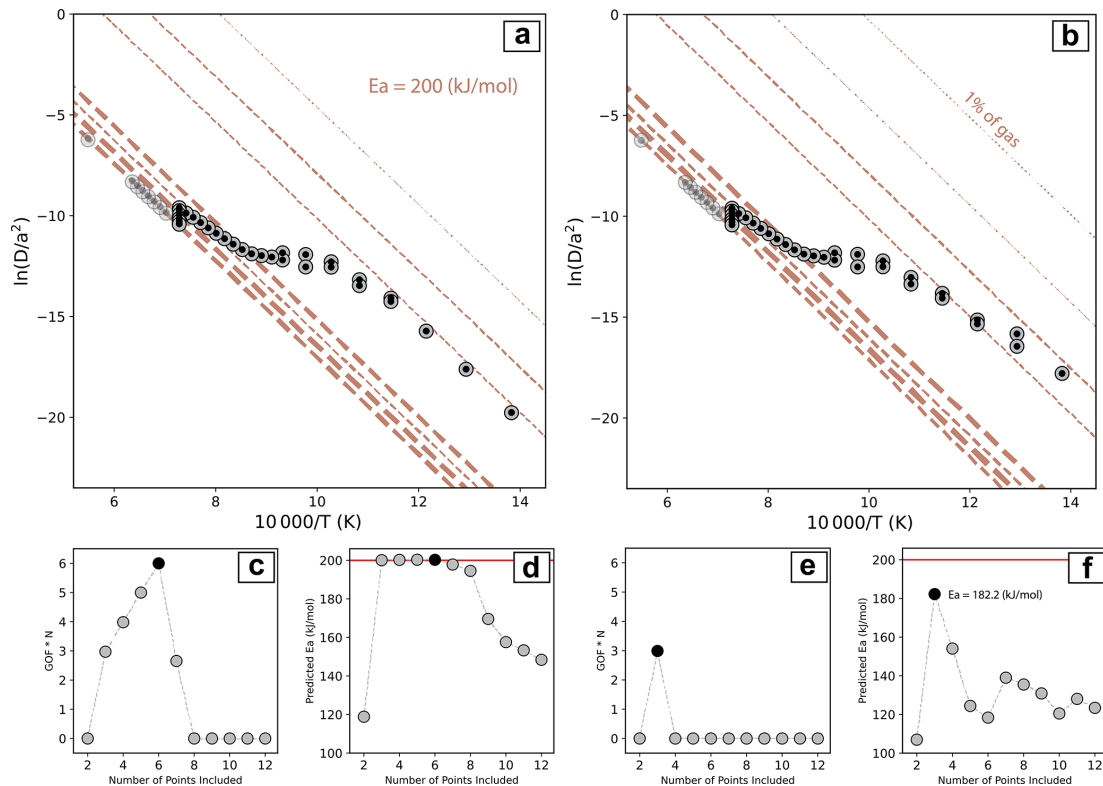 a
Ea = 200 (kJ/mol)
0
−5
−10
−15
−20
ln(D/a²)
6 8 10 12 14
10 000/T (K)
b
1% of gas
0
−5
−10
−15
−20
ln(D/a²)
6 8 10 12 14
10 000/T (K)
c
6
5
4
3
2
1
0
GOF * N
2 4 6 8 10 12
Number of Points Included
d
200
180
160
140
120
100
Predicted Ea (kJ/mol)
2 4 6 8 10 12
Number of Points Included
e
6
5
4
3
2
1
0
GOF * N
2 4 6 8 10 12
Number of Points Included
f
Ea = 182.2 (kJ/mol)
200
180
160
140
120
100
Predicted Ea (kJ/mol)
2 4 6 8 10 12
Number of Points Included